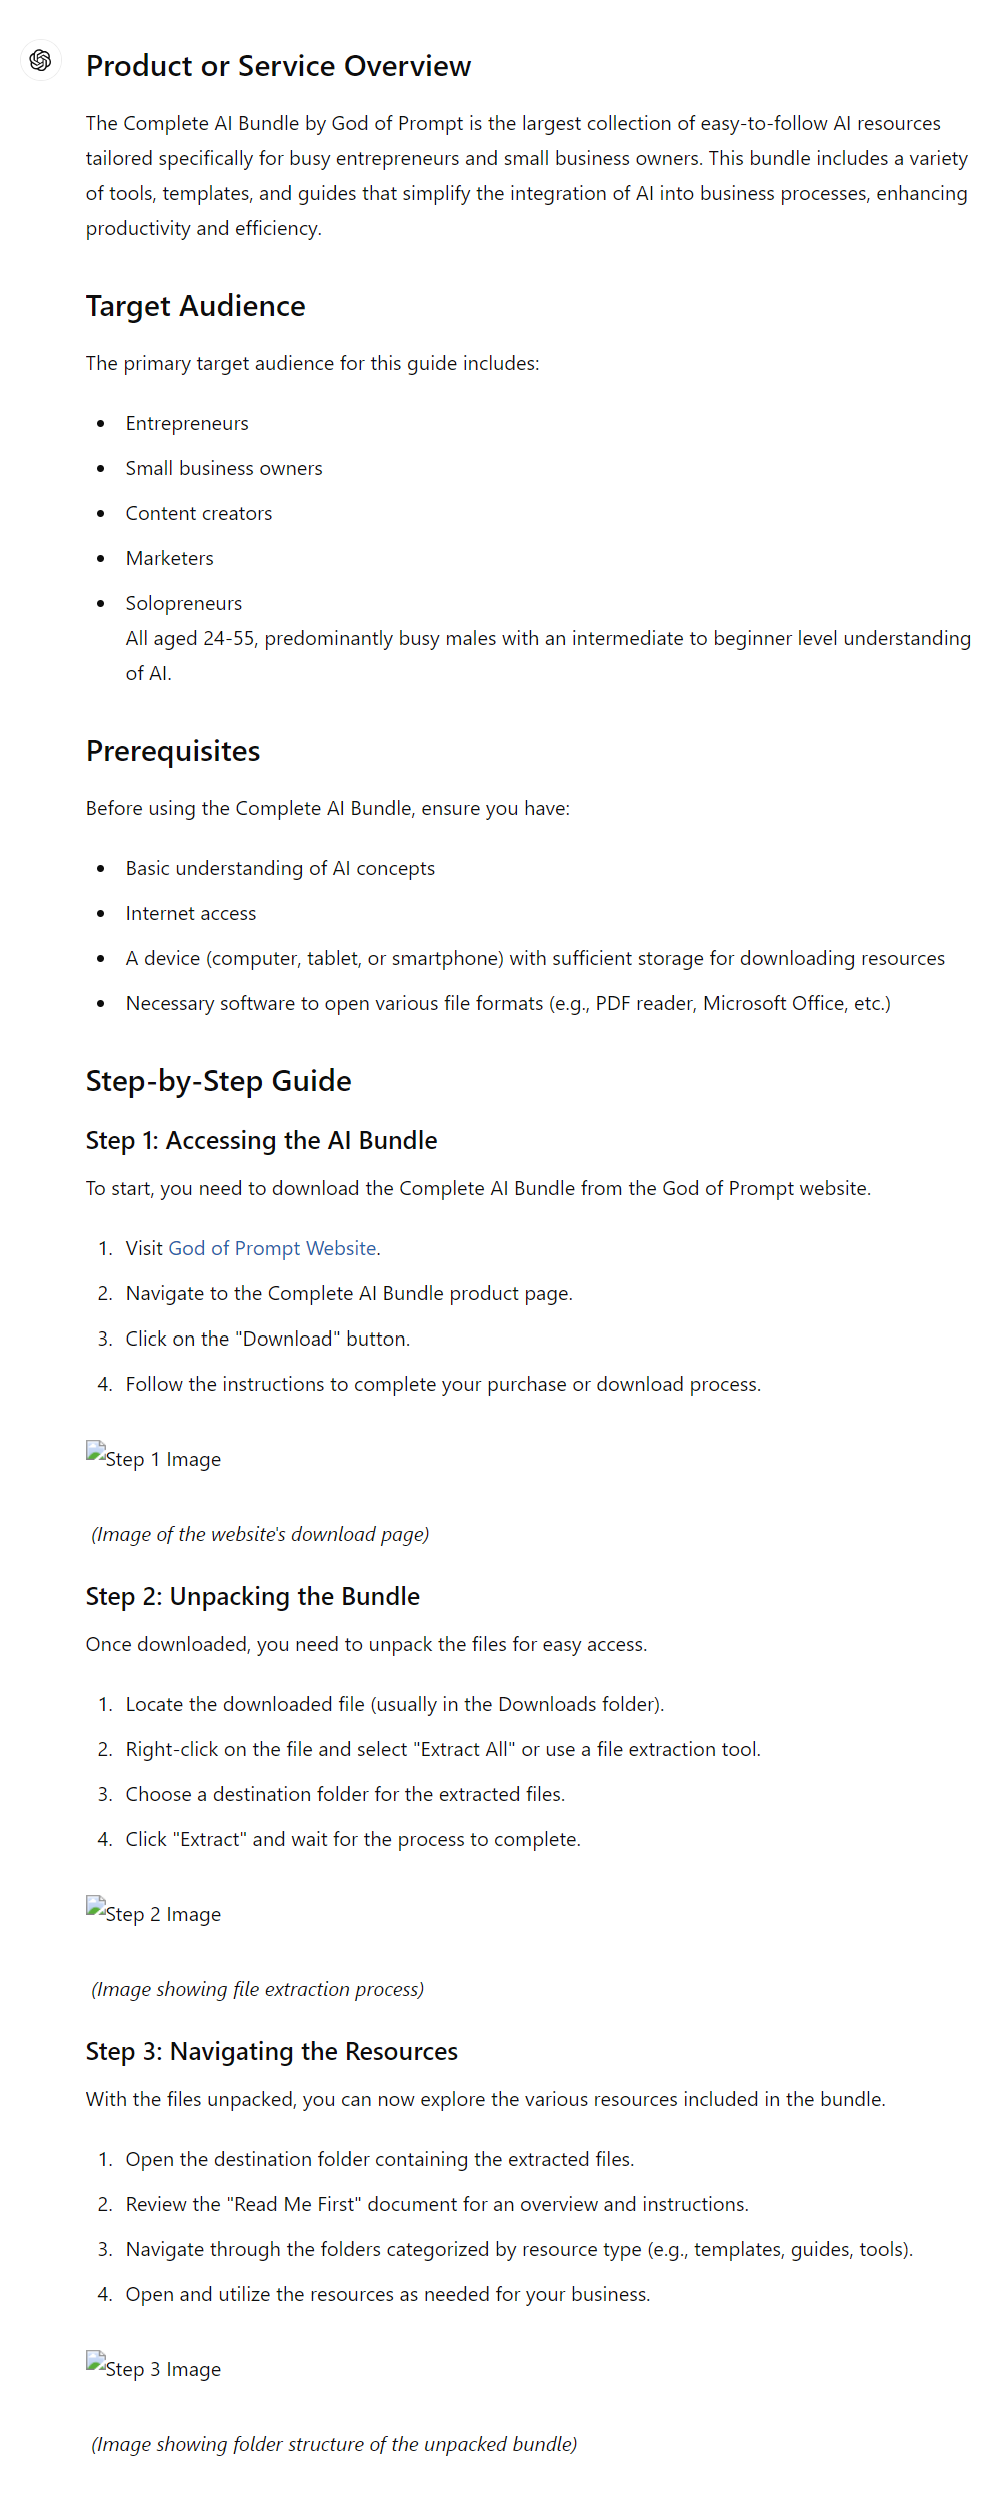 Product or Service Overview
The Complete AI Bundle by God of Prompt is the largest collection of easy-to-follow AI resources
tailored specifically for busy entrepreneurs and small business owners. This bundle includes a variety
of tools, templates, and guides that simplify the integration of AI into business processes, enhancing
productivity and efficiency.
Target Audience
The primary target audience for this guide includes:
• Entrepreneurs
• Small business owners
• Content creators
• Marketers
• Solopreneurs
All aged 24-55, predominantly busy males with an intermediate to beginner level understanding
of AI.
Prerequisites
Before using the Complete AI Bundle, ensure you have:
• Basic understanding of AI concepts
• Internet access
• A device (computer, tablet, or smartphone) with sufficient storage for downloading resources
• Necessary software to open various file formats (e.g., PDF reader, Microsoft Office, etc.)
Step-by-Step Guide
Step 1: Accessing the AI Bundle
To start, you need to download the Complete AI Bundle from the God of Prompt website.
1. Visit God of Prompt Website.
2. Navigate to the Complete AI Bundle product page.
3. Click on the "Download" button.
4. Follow the instructions to complete your purchase or download process.
Step 1 Image
(Image of the website's download page)
Step 2: Unpacking the Bundle
Once downloaded, you need to unpack the files for easy access.
1. Locate the downloaded file (usually in the Downloads folder).
2. Right-click on the file and select "Extract All" or use a file extraction tool.
3. Choose a destination folder for the extracted files.
4. Click "Extract" and wait for the process to complete.
Step 2 Image
(Image showing file extraction process)
Step 3: Navigating the Resources
With the files unpacked, you can now explore the various resources included in the bundle.
1. Open the destination folder containing the extracted files.
2. Review the "Read Me First" document for an overview and instructions.
3. Navigate through the folders categorized by resource type (e.g., templates, guides, tools).
4. Open and utilize the resources as needed for your business.
Step 3 Image
(Image showing folder structure of the unpacked bundle)